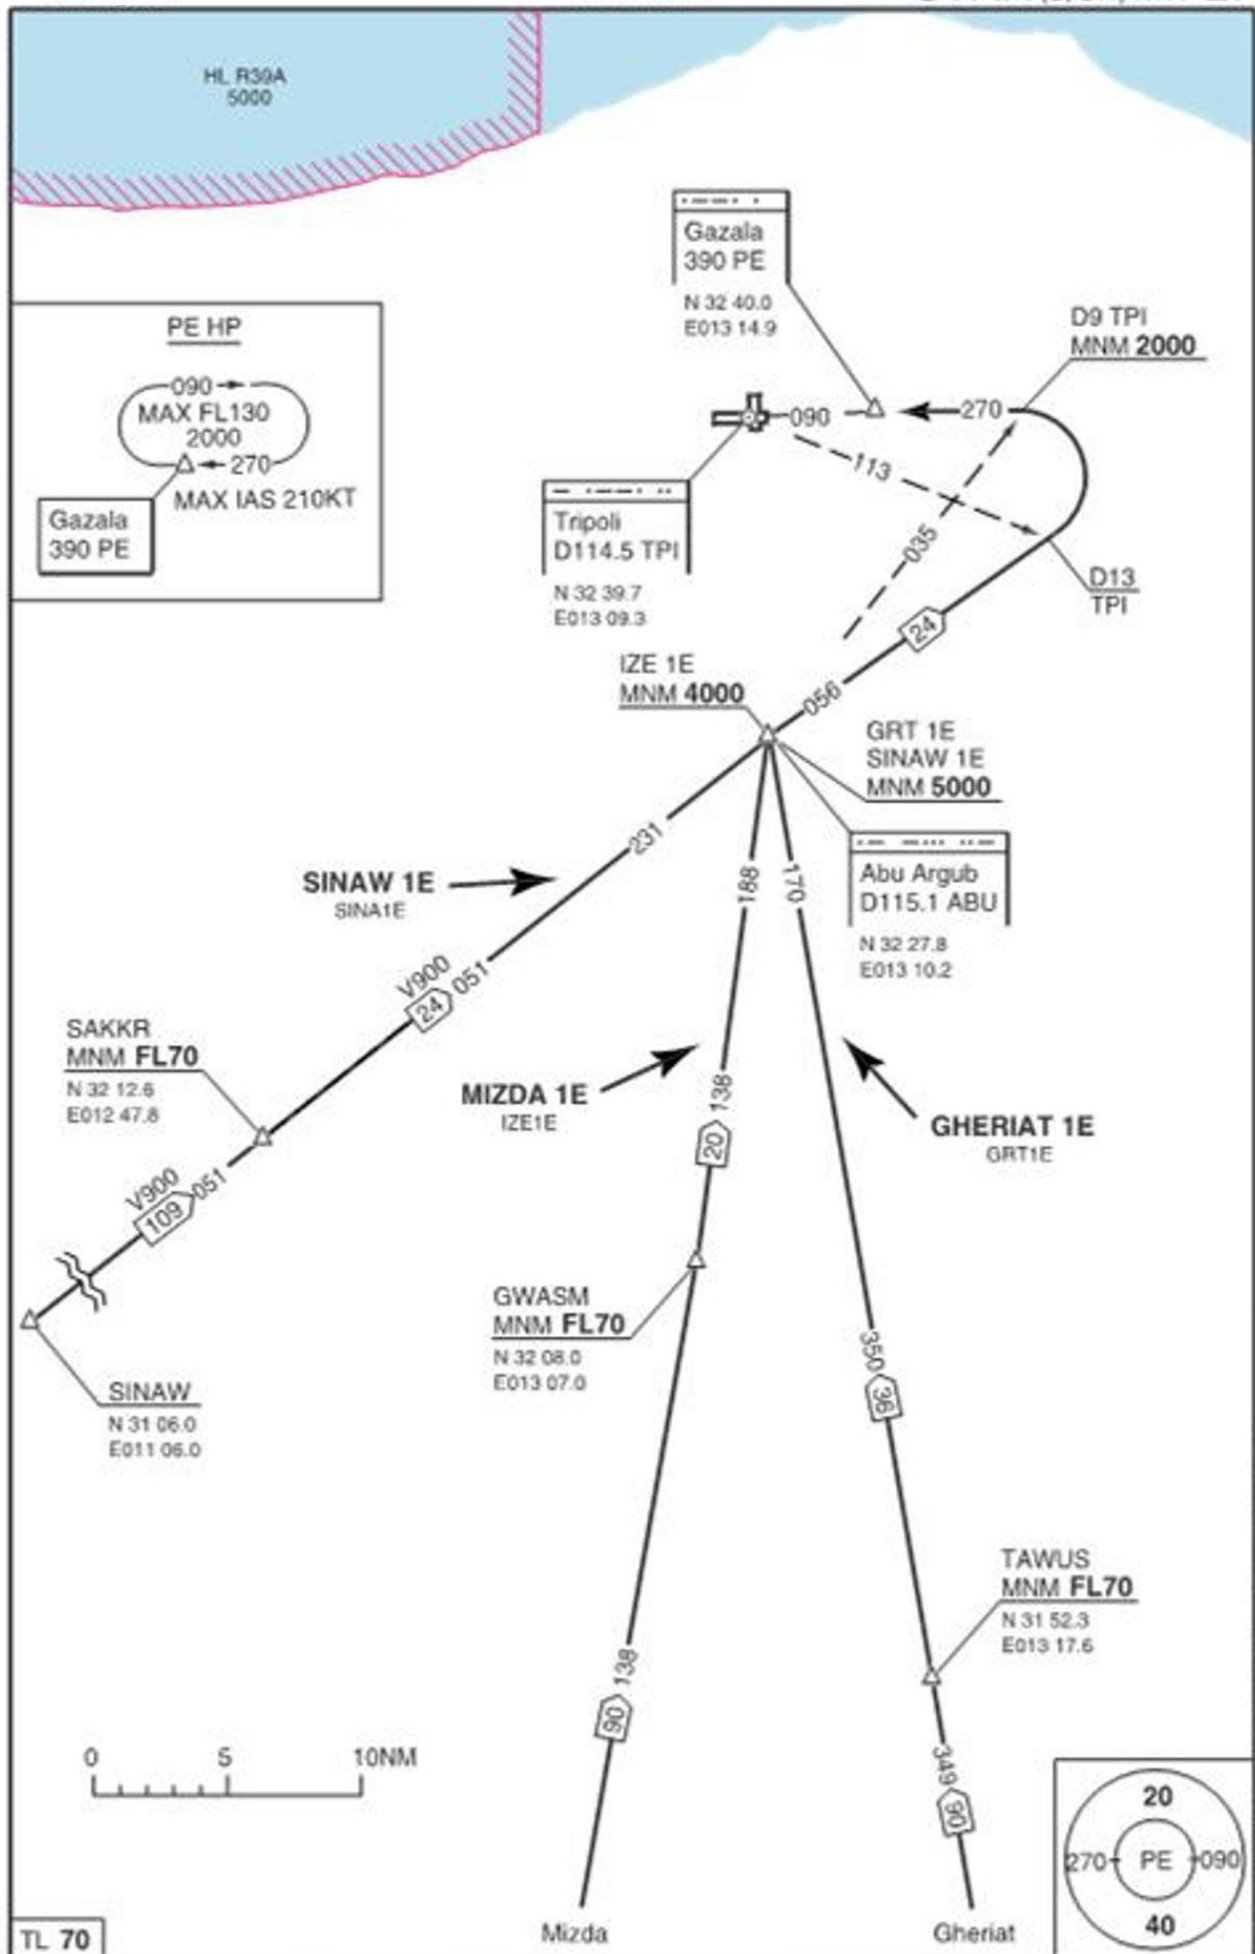 HL R39A
5000
Gazala
390 PE
N 32 40.0
E013 14.9
PE HP
090
MAX FL130
2000
270
MAX IAS 210KT
Gazala
390 PE
D9 TPI
MNM 2000
090
270
113
035
Tripoli
D114.5 TPI
N 32 39.7
E013 09.3
D13
TPI
24
056
IZE 1E
MNM 4000
GRT 1E
SINAW 1E
MNM 5000
Abu Argub
D115.1 ABU
N 32 27.8
E013 10.2
231
188
170
SINAW 1E
SINA1E
V900
24
051
SAKKR
MNM FL70
N 32 12.6
E012 47.8
V900
109
051
SINAW
N 31 06.0
E011 06.0
MIZDA 1E
IZE1E
138
20
GHERIAT 1E
GRT1E
GWASM
MNM FL70
N 32 08.0
E013 07.0
350
36
TAWUS
MNM FL70
N 31 52.3
E013 17.6
138
90
349
90
0 5 10NM
20
270 PE 090
40
TL 70
Mizda
Gheriat